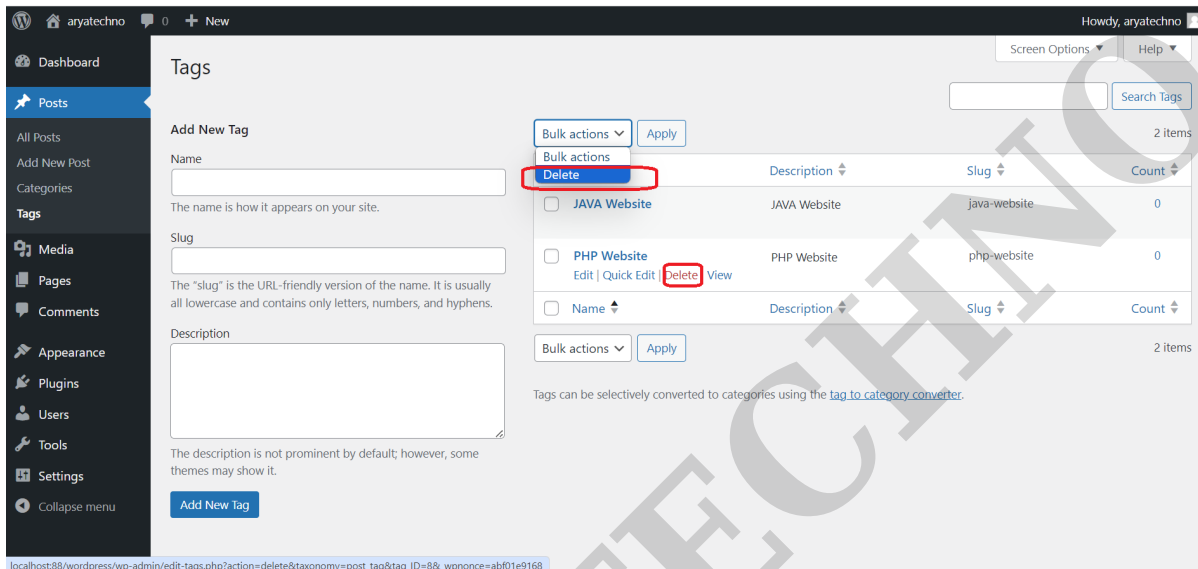 aryatechno 0 + New Howdy, aryatechno
Screen Options ▼ Help ▼
Dashboard
Posts
All Posts
Add New Post
Categories
Tags
Media
Pages
Comments
Appearance
Plugins
Users
Tools
Settings
Collapse menu
Tags
Search Tags
Add New Tag
Name
The name is how it appears on your site.
Slug
The "slug" is the URL-friendly version of the name. It is usually
all lowercase and contains only letters, numbers, and hyphens.
Description
The description is not prominent by default; however, some
themes may show it.
Add New Tag
Bulk actions Apply 2 items
Bulk actions
Delete
Description Slug Count
JAVA Website JAVA Website java-website 0
PHP Website PHP Website php-website 0
Edit | Quick Edit | Delete | View
Name Description Slug Count
Bulk actions Apply 2 items
Tags can be selectively converted to categories using the tag to category converter.
localhost:88/wordpress/wp-admin/edit-tags.php?action=delete&taxonomy=post_tag&tag_ID=8&_wpnonce=abf01e9168
TECHNO